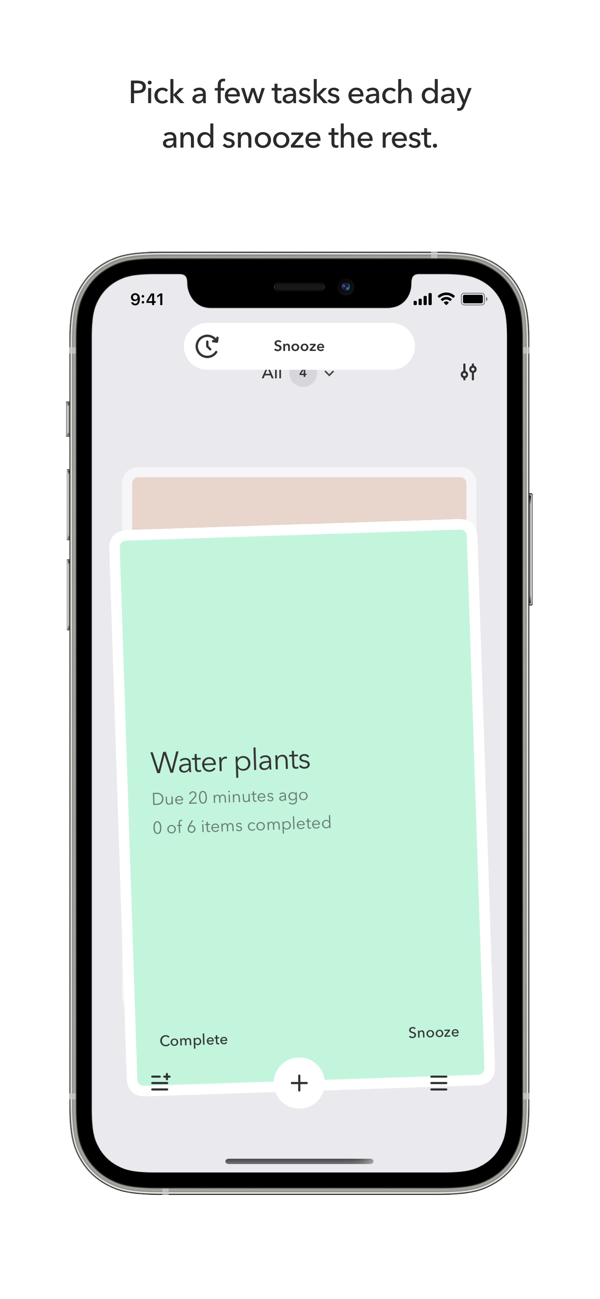 Pick a few tasks each day
and snooze the rest.
9:41
Snooze
All 4
Water plants
Due 20 minutes ago
0 of 6 items completed
Complete
Snooze